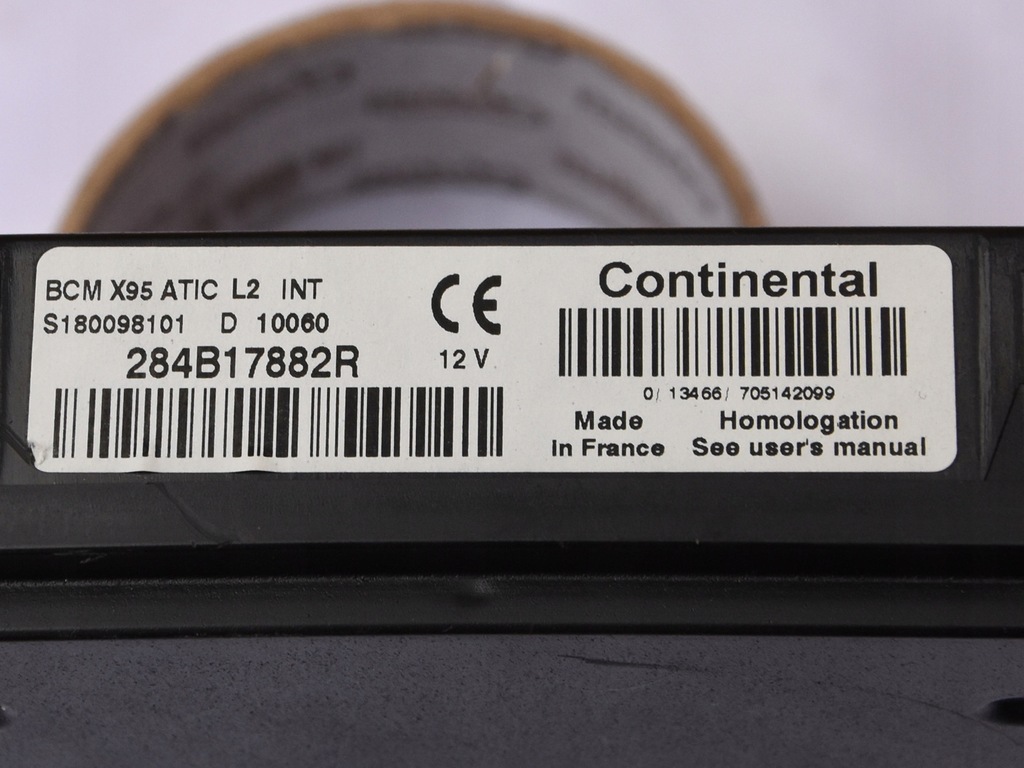 BCM X95 ATIC L2 INT
S180098101 D 10060
284B17882R
CE
12 V
Continental
0/ 13466/ 705142099
Made
in France
Homologation
See user's manual